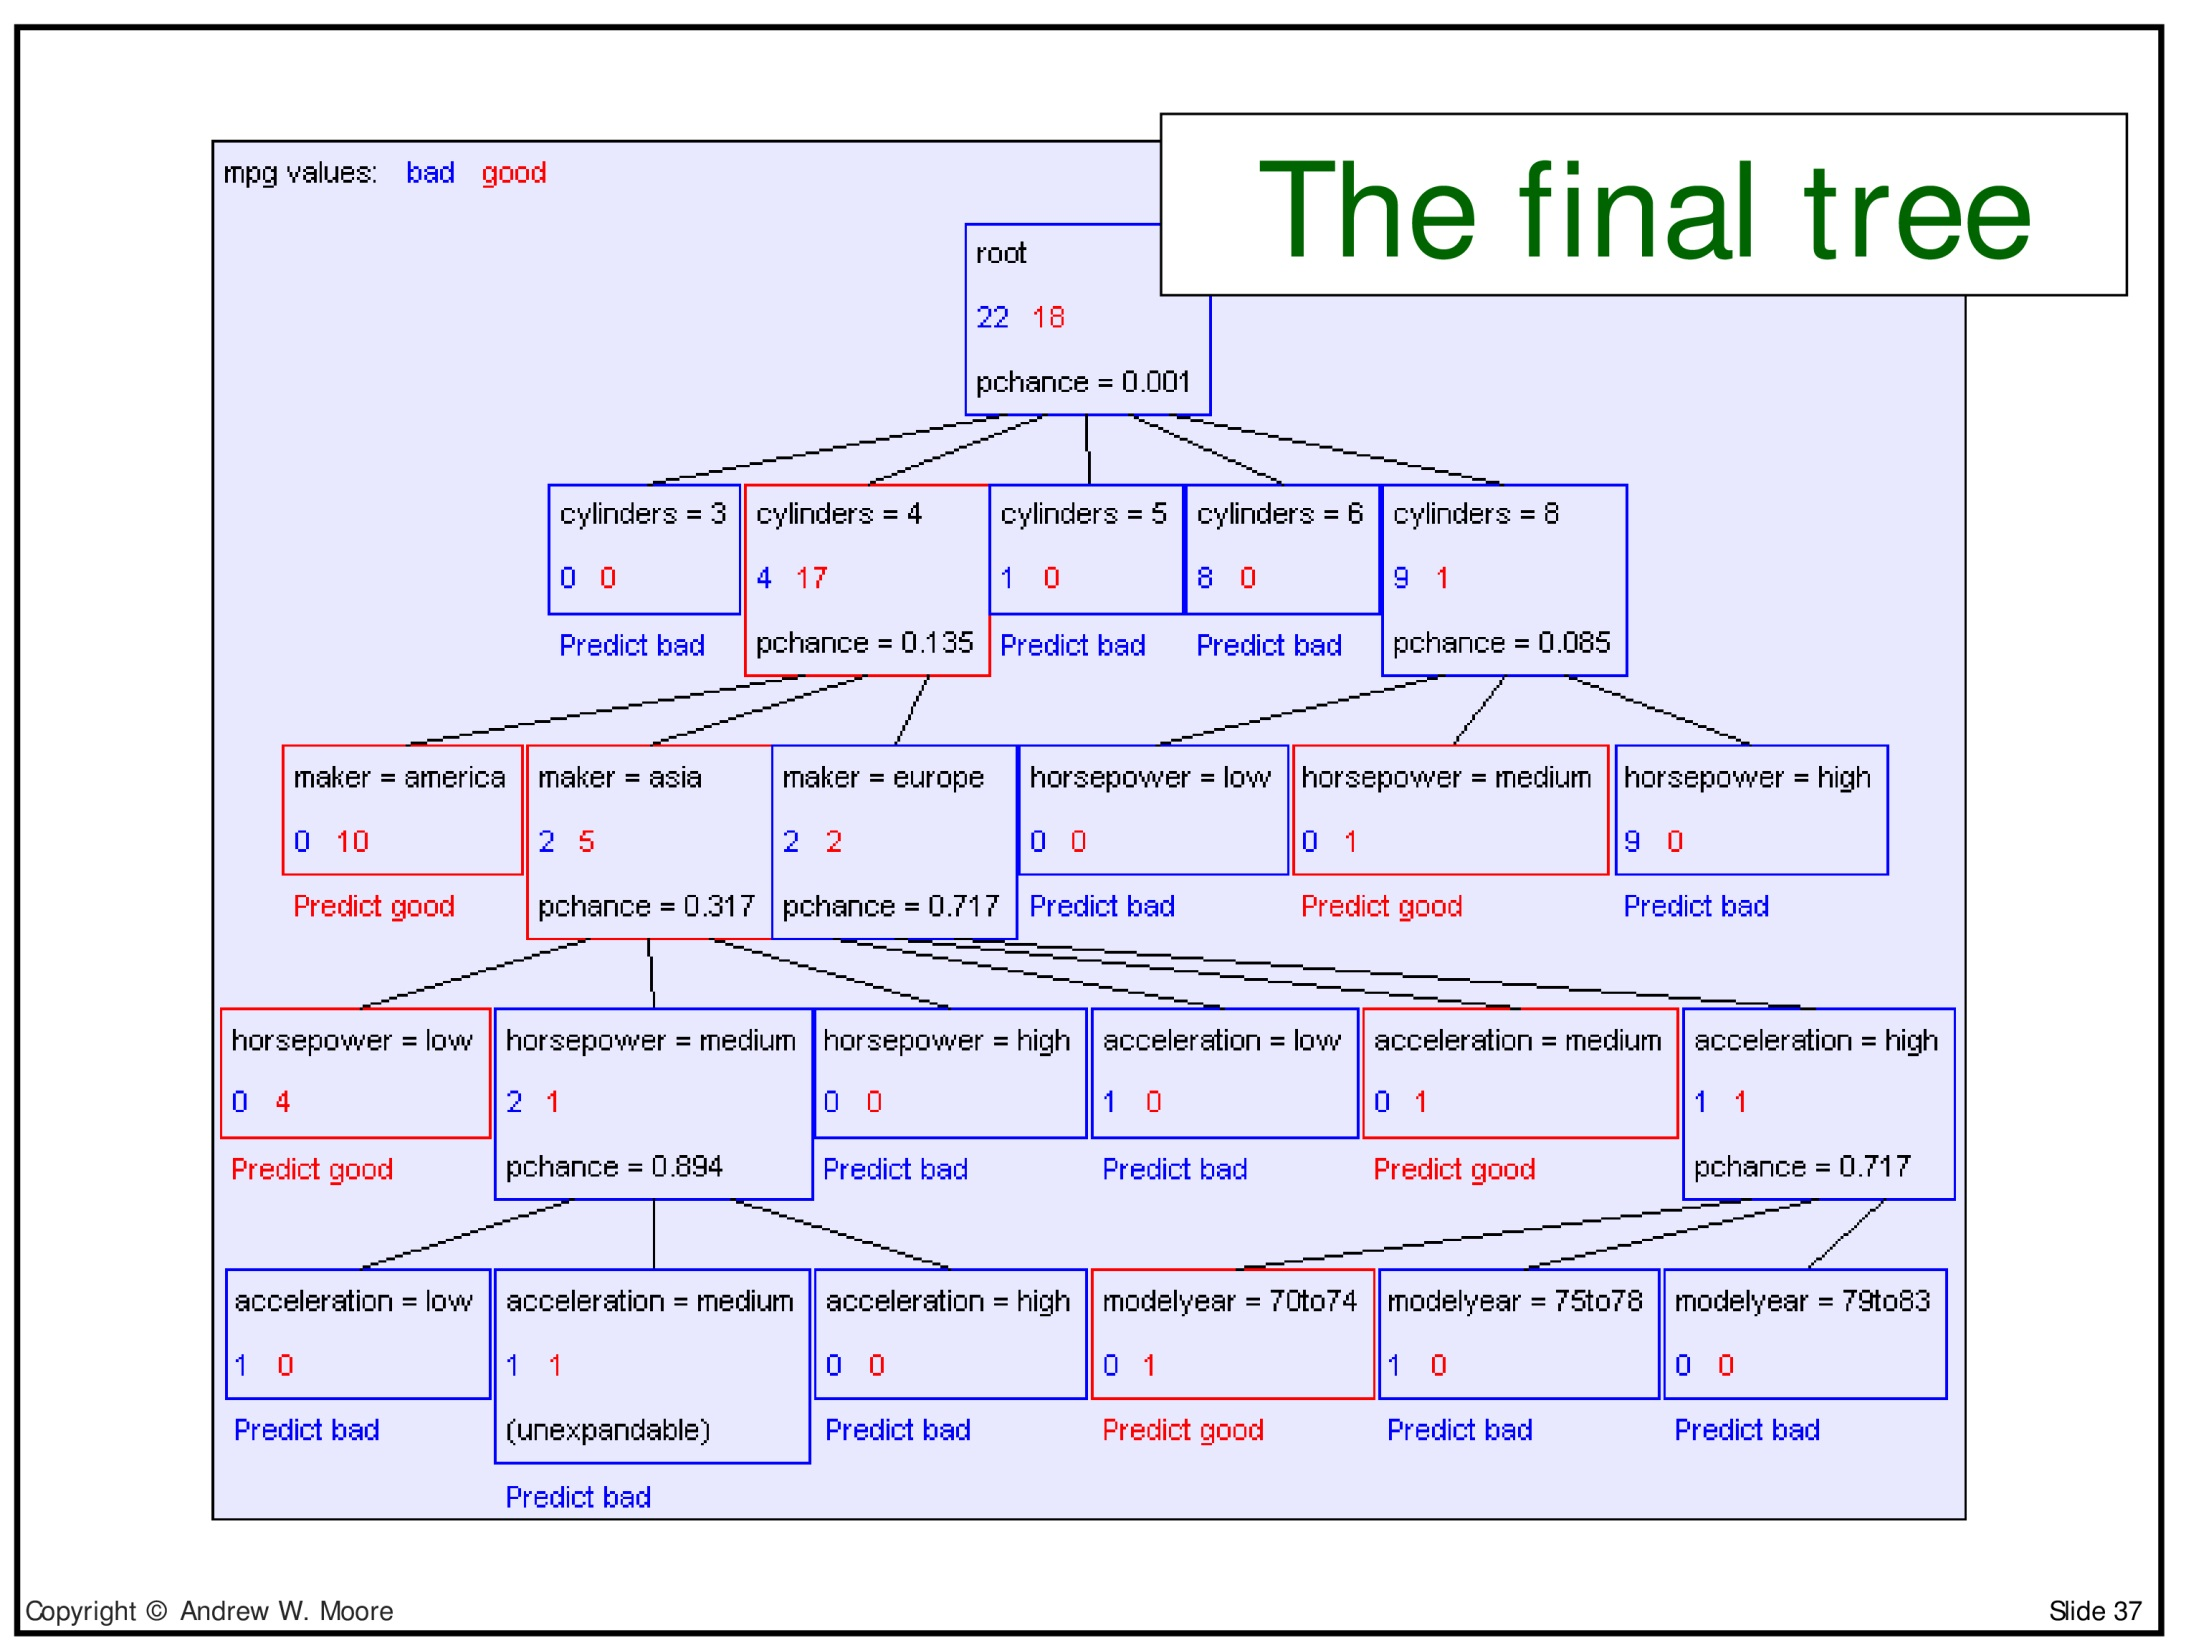 The final tree
mpg values: bad good
root
22 18
pchance = 0.001
cylinders = 3
0 0
Predict bad
cylinders = 4
4 17
pchance = 0.135
cylinders = 5
1 0
Predict bad
cylinders = 6
8 0
Predict bad
cylinders = 8
9 1
pchance = 0.085
maker = america
0 10
Predict good
maker = asia
2 5
pchance = 0.317
maker = europe
2 2
pchance = 0.717
horsepower = low
0 0
Predict bad
horsepower = medium
0 1
Predict good
horsepower = high
9 0
Predict bad
horsepower = low
0 4
Predict good
horsepower = medium
2 1
pchance = 0.894
horsepower = high
0 0
Predict bad
acceleration = low
1 0
Predict bad
acceleration = medium
0 1
Predict good
acceleration = high
1 1
pchance = 0.717
acceleration = low
1 0
Predict bad
acceleration = medium
1 1
(unexpandable)
Predict bad
acceleration = high
0 0
Predict bad
modelyear = 70to74
0 1
Predict good
modelyear = 75to78
1 0
Predict bad
modelyear = 79to83
0 0
Predict bad
Copyright © Andrew W. Moore
Slide 37